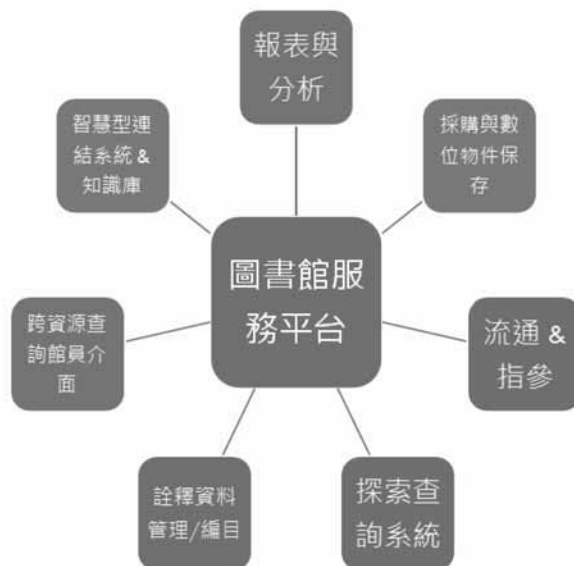 報表與
分析
智慧型連
結系統 &
知識庫
採購與數
位物件保
存
圖書館服
務平台
跨資源查
詢館員介
面
流通 &
指參
詮釋資料
管理/編目
探索查
詢系統